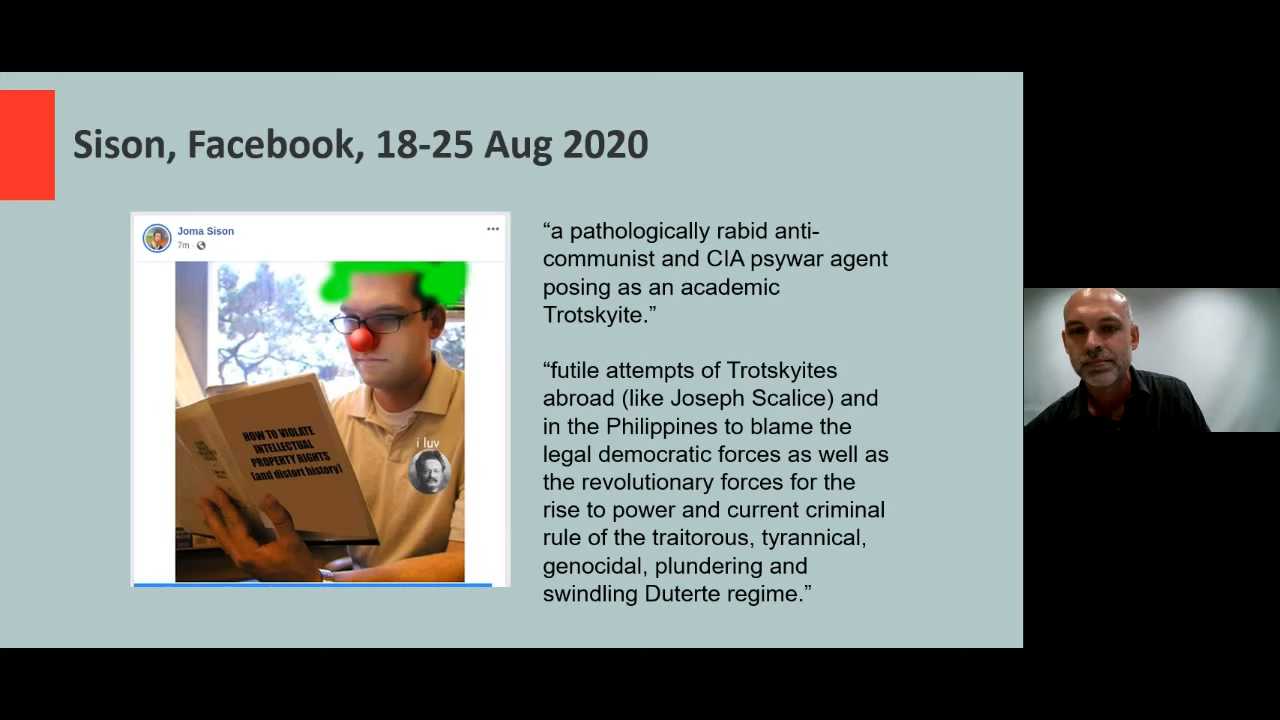 Sison, Facebook, 18-25 Aug 2020
Joma Sison
7m
HOW TO VIOLATE
INTELLECTUAL
PROPERTY RIGHTS
(and distort history)
i luv
“a pathologically rabid anti-
communist and CIA psywar agent
posing as an academic
Trotskyite.”
“futile attempts of Trotskyites
abroad (like Joseph Scalice) and
in the Philippines to blame the
legal democratic forces as well as
the revolutionary forces for the
rise to power and current criminal
rule of the traitorous, tyrannical,
genocidal, plundering and
swindling Duterte regime.”